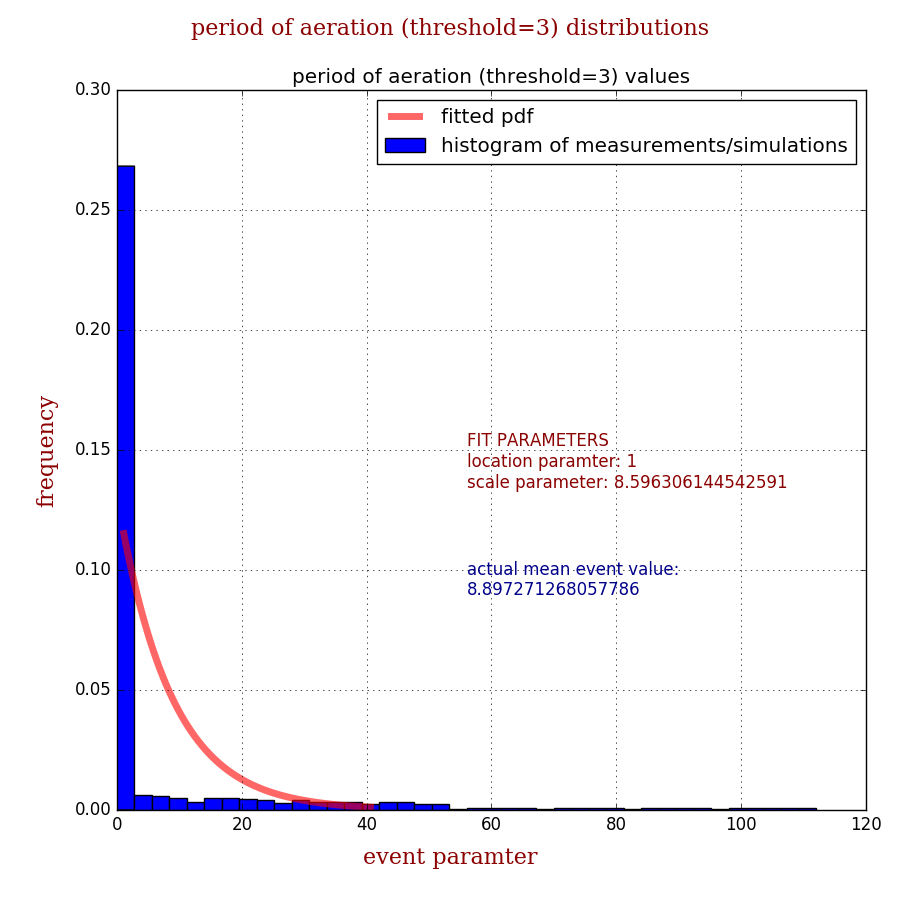 period of aeration (threshold=3) distributions
period of aeration (threshold=3) values
fitted pdf
histogram of measurements/simulations
0.30
0.25
0.20
0.15
0.10
0.05
0.00
frequency
FIT PARAMETERS
location paramter: 1
scale parameter: 8.596306144542591
actual mean event value:
8.897271268057786
0 20 40 60 80 100 120
event paramter